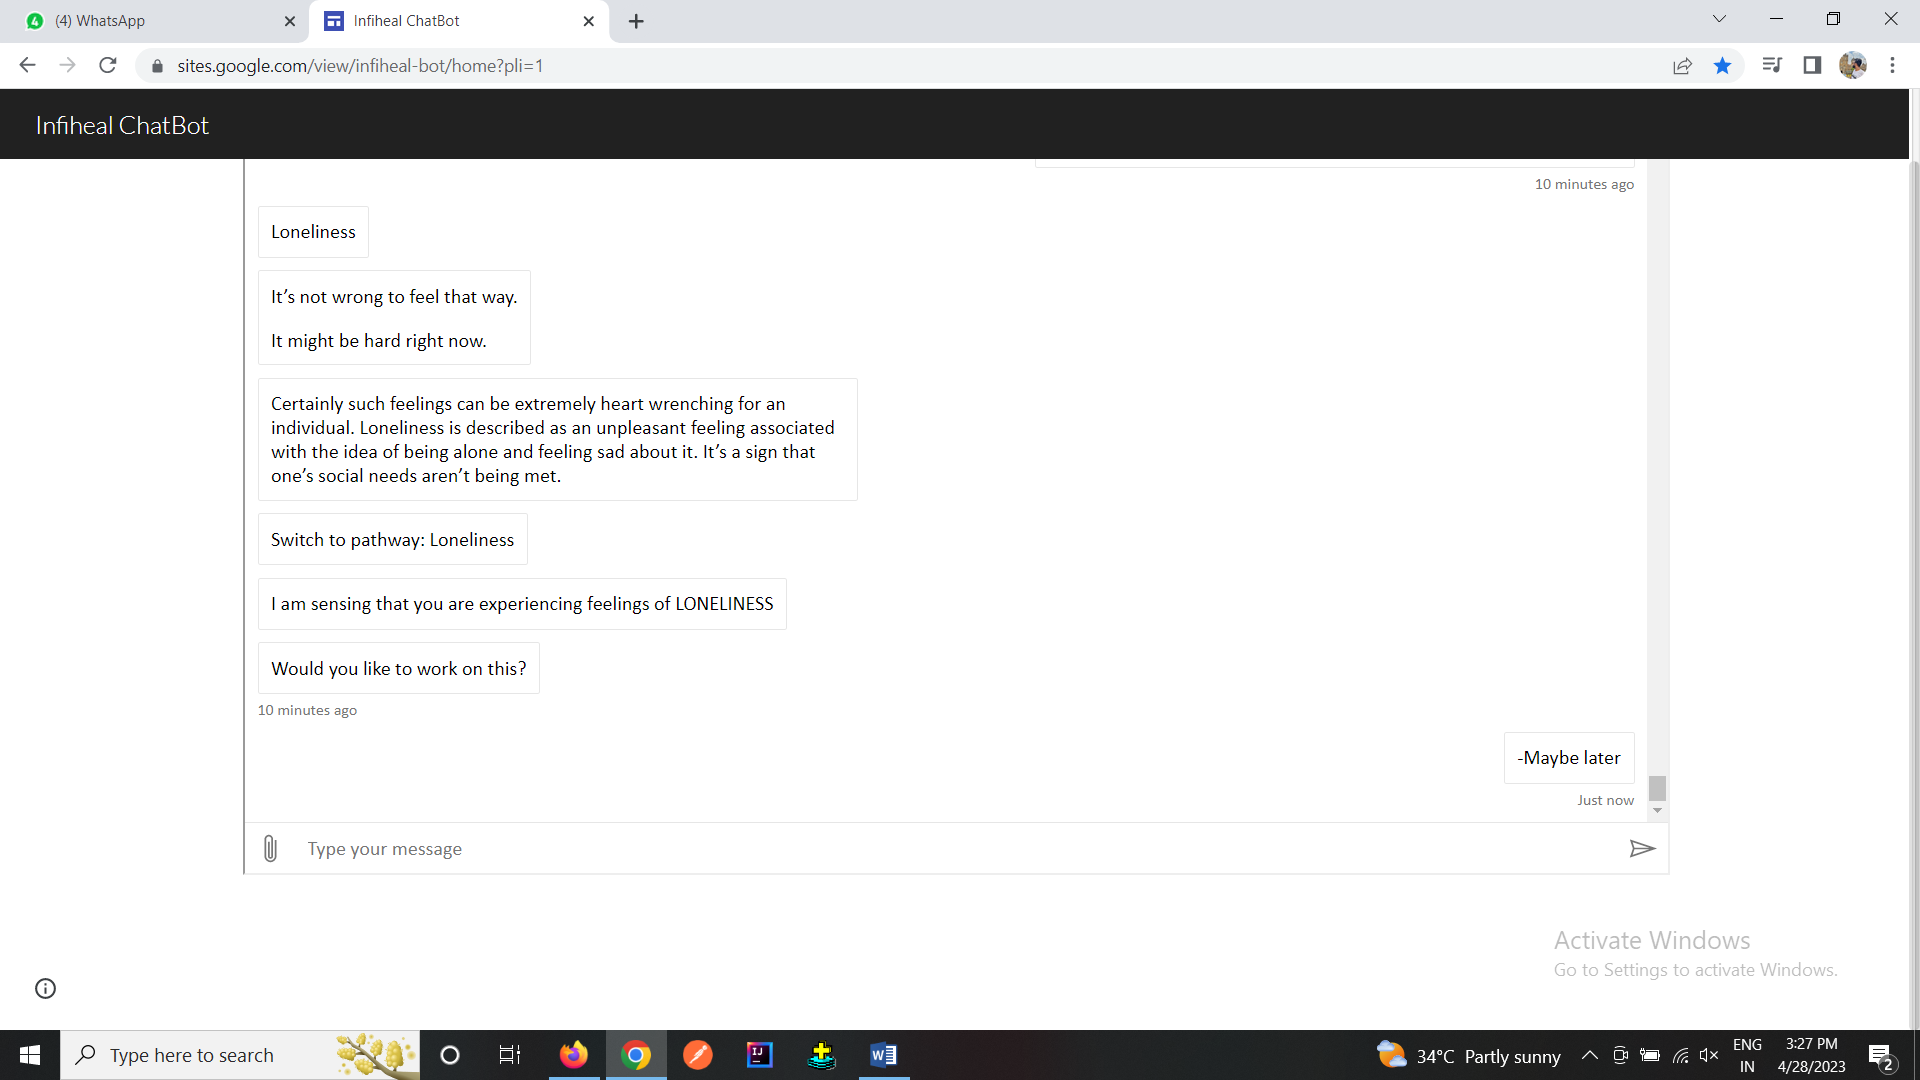 (4) WhatsApp
Infiheal ChatBot
sites.google.com/view/infiheal-bot/home?pli=1
Infiheal ChatBot
10 minutes ago
Loneliness
It’s not wrong to feel that way.
It might be hard right now.
Certainly such feelings can be extremely heart wrenching for an
individual. Loneliness is described as an unpleasant feeling associated
with the idea of being alone and feeling sad about it. It’s a sign that
one’s social needs aren’t being met.
Switch to pathway: Loneliness
I am sensing that you are experiencing feelings of LONELINESS
Would you like to work on this?
10 minutes ago
-Maybe later
Just now
Type your message
Activate Windows
Go to Settings to activate Windows.
Type here to search
34°C Partly sunny
ENG
IN
3:27 PM
4/28/2023
2